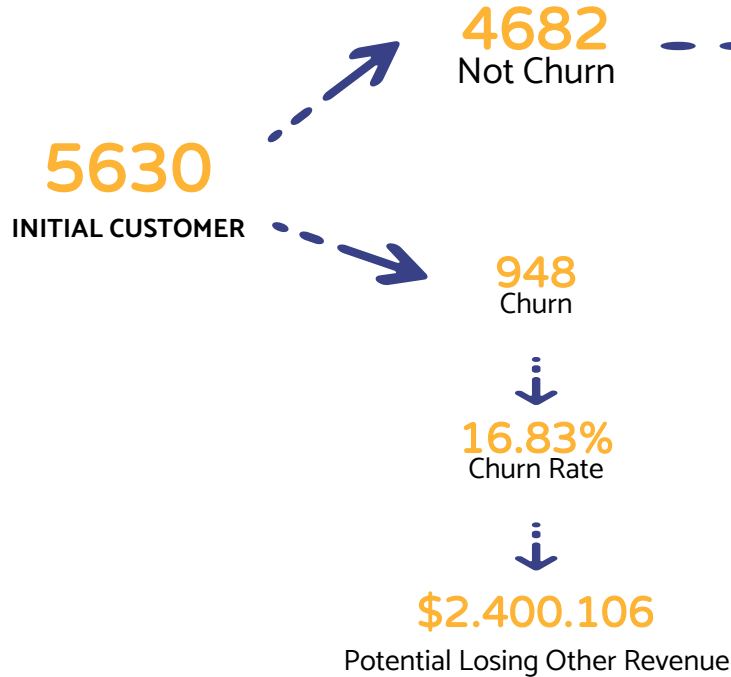 4682
Not Churn
5630
INITIAL CUSTOMER
948
Churn
16.83%
Churn Rate
$2.400.106
Potential Losing Other Revenue